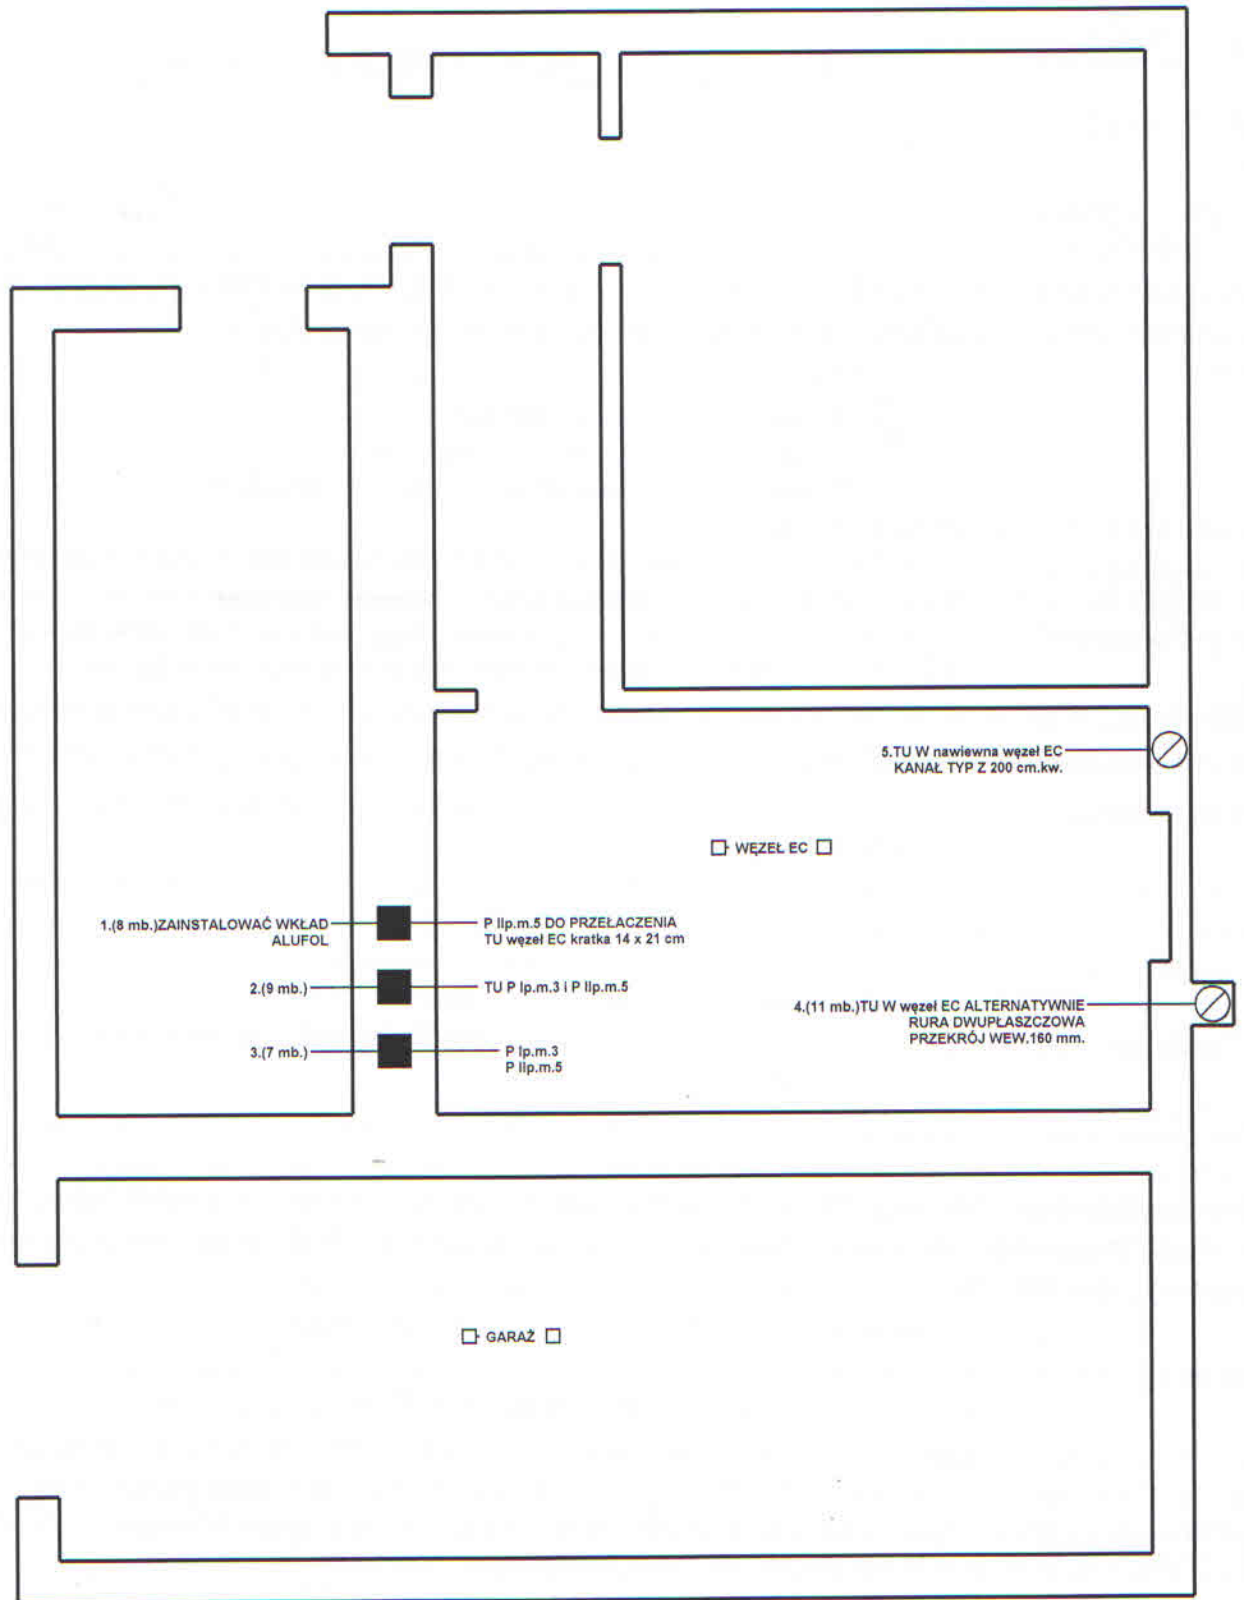 5.TU W nawiewna węzeł EC
KANAŁ TYP Z 200 cm.kw.
WĘZEŁ EC
1.(8 mb.)ZAINSTALOWAĆ WKŁAD
ALUFOL
P IIp.m.5 DO PRZEŁACZENIA
TU węzeł EC kratka 14 x 21 cm
2.(9 mb.)
TU P Ip.m.3 i P IIp.m.5
4.(11 mb.)TU W węzeł EC ALTERNATYWNIE
RURA DWUPŁASZCZOWA
PRZEKRÓJ WEW.160 mm.
3.(7 mb.)
P Ip.m.3
P IIp.m.5
GARAŻ